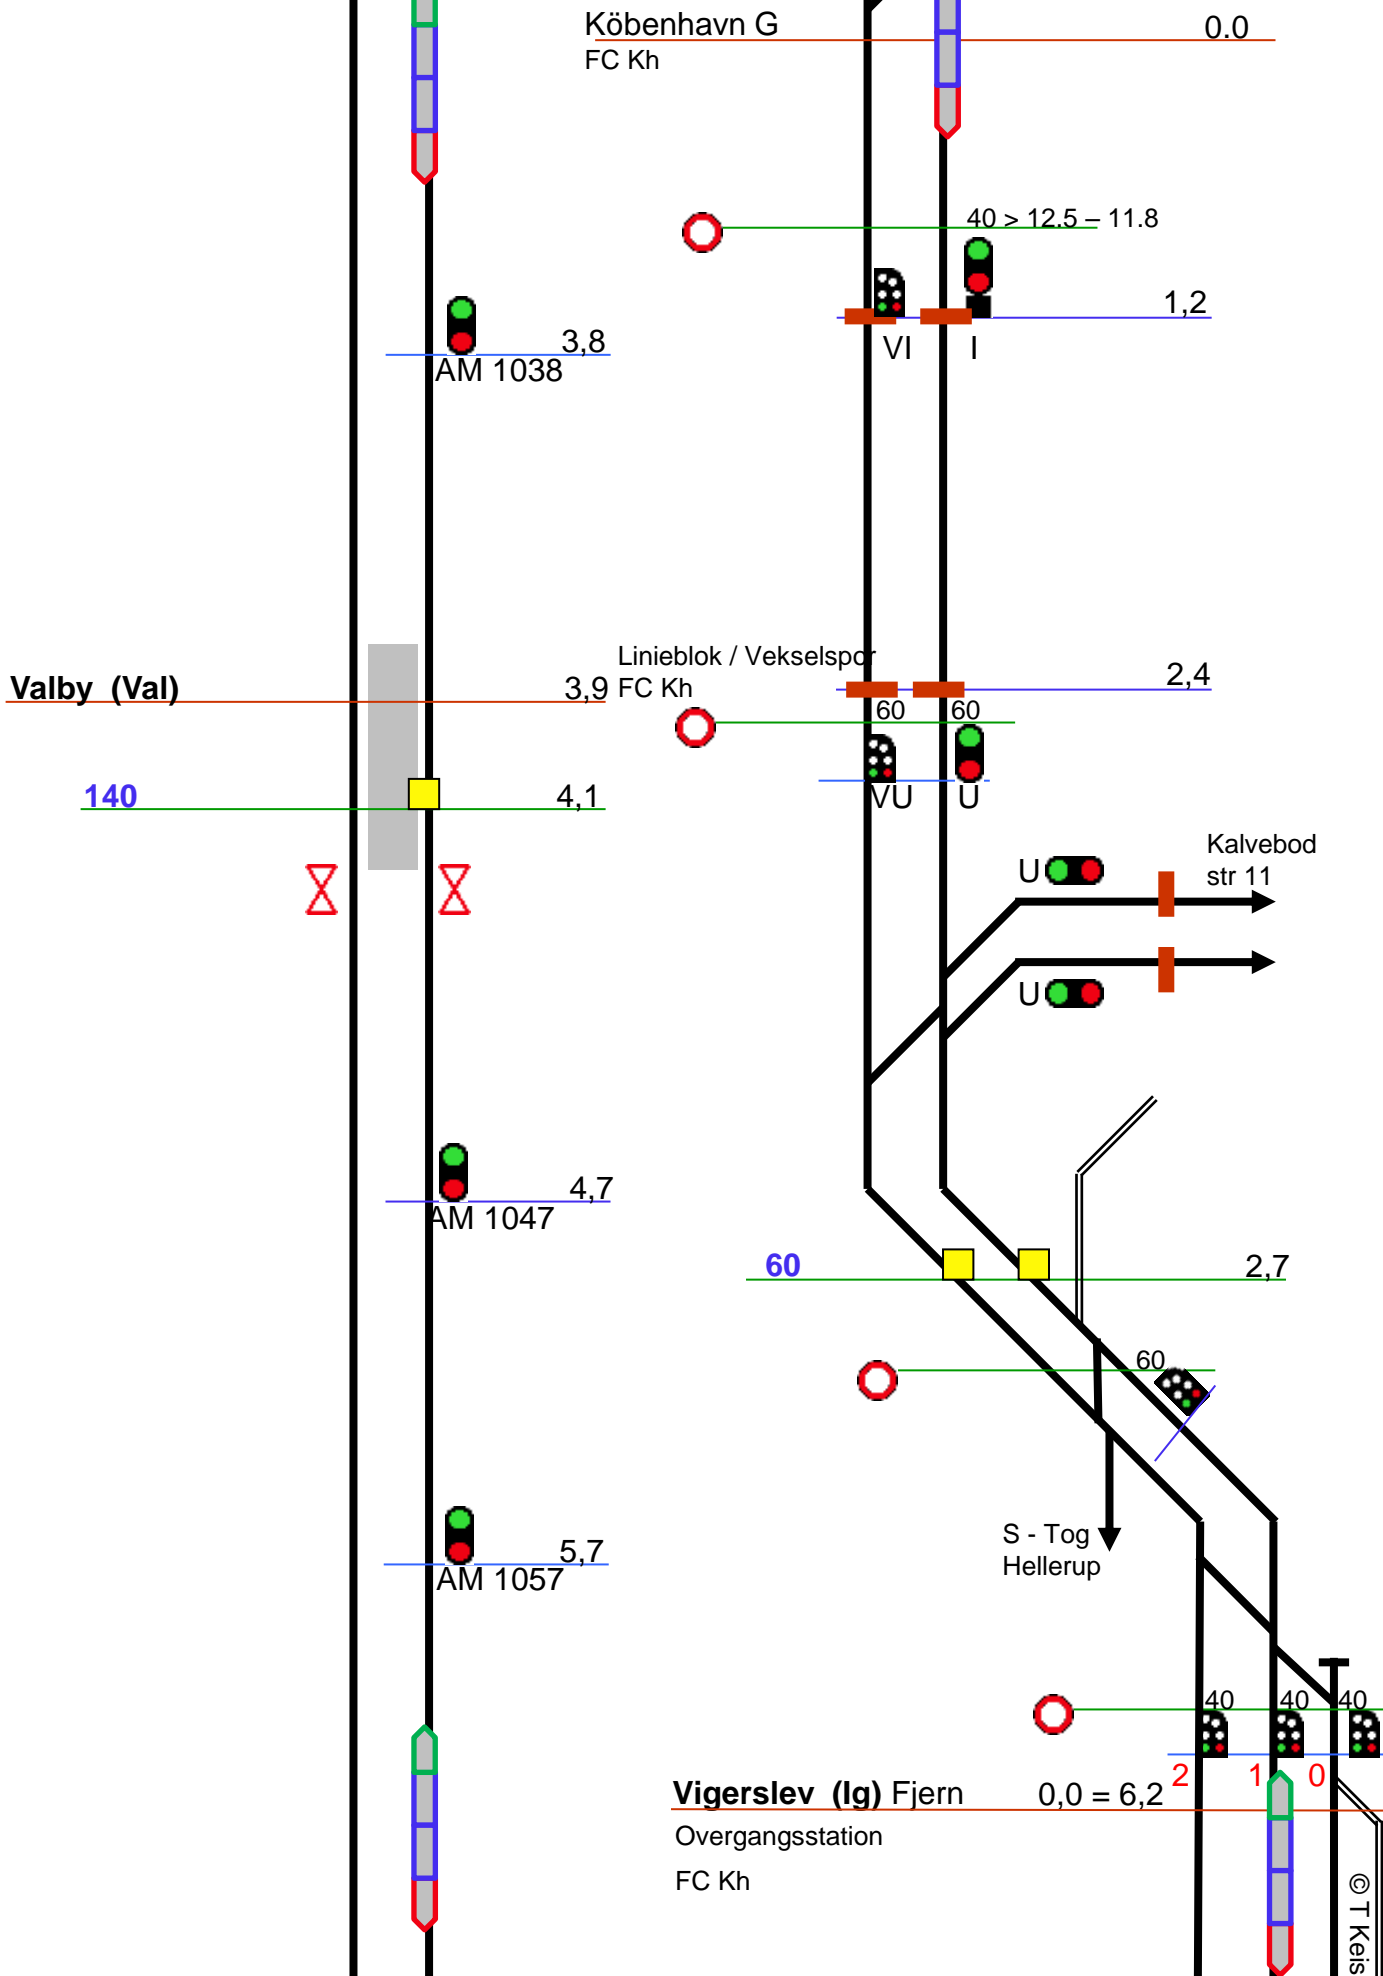 Köbenhavn G
0.0
FC Kh
40 > 12.5 – 11.8
1,2
VI I
3,8
AM 1038
Linieblok / Vekselspor
FC Kh
2,4
Valby (Val)
3,9
60 60
140
4,1
VU U
Kalvebod
str 11
U
U
4,7
AM 1047
60
2,7
60
S - Tog
Hellerup
5,7
AM 1057
40 40 40
2 1 0
Vigerslev (Ig) Fjern
0,0 = 6,2
Overgangsstation
FC Kh
© T Keis